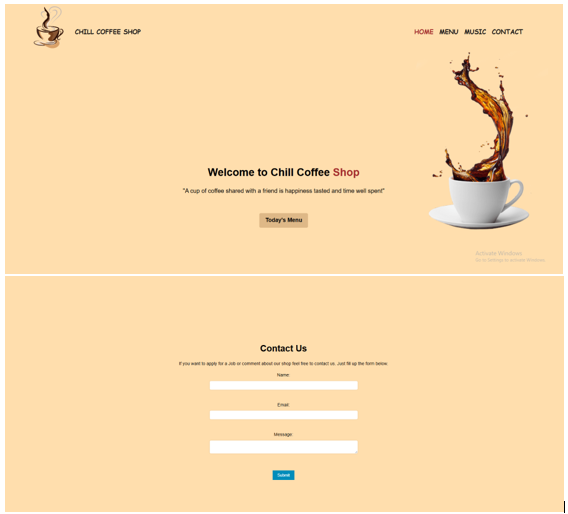 CHILL COFFEE SHOP
HOME MENU MUSIC CONTACT
Welcome to Chill Coffee Shop
"A cup of coffee shared with a friend is happiness tasted and time well spent"
Today's Menu
Activate Windows
Go to Settings to activate Windows.
Contact Us
If you want to apply for a Job or comment about our shop feel free to contact us. Just fill up the form below.
Name:
Email:
Message:
Submit